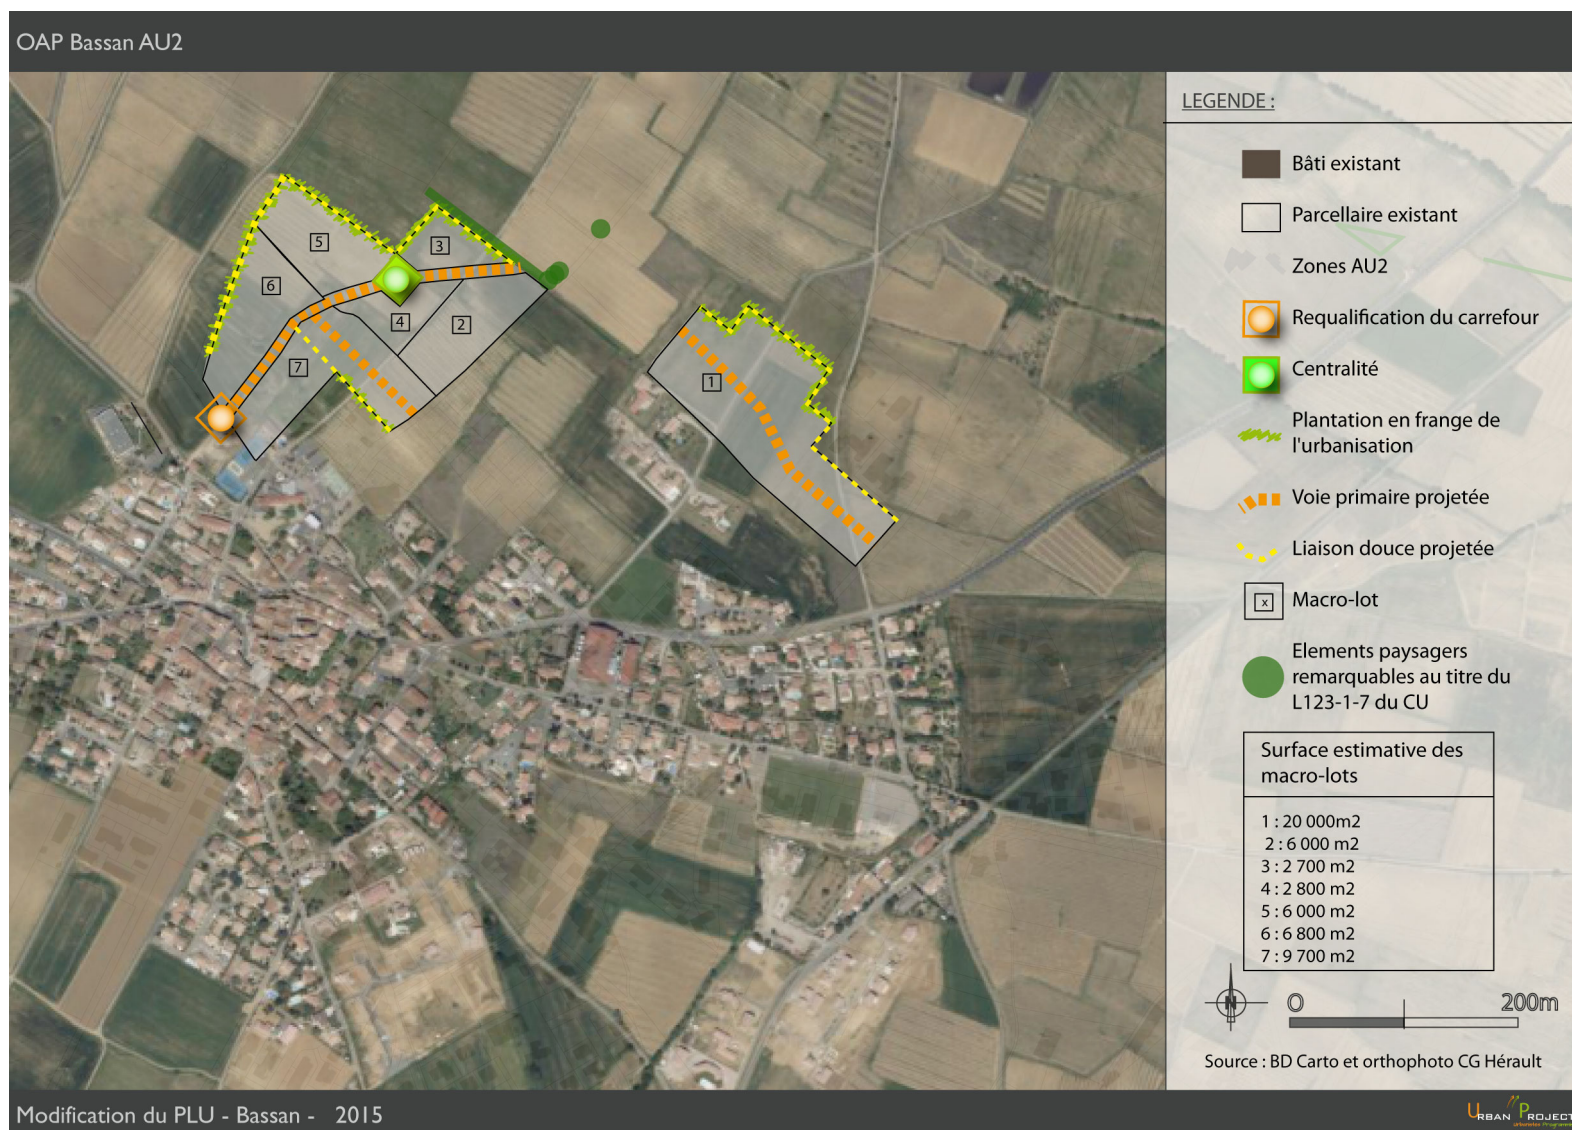 OAP Bassan AU2
LEGENDE :
Bâti existant
Parcellaire existant
Zones AU2
Requalification du carrefour
Centralité
Plantation en frange de
l'urbanisation
Voie primaire projetée
Liaison douce projetée
x
Macro-lot
Elements paysagers
remarquables au titre du
L123-1-7 du CU
Surface estimative des
macro-lots
1 : 20 000m2
2 : 6 000 m2
3 : 2 700 m2
4 : 2 800 m2
5 : 6 000 m2
6 : 6 800 m2
7 : 9 700 m2
N
0
200m
Source : BD Carto et orthophoto CG Hérault
5
3
6
4
2
7
1
Modification du PLU - Bassan - 2015
URBAN PROJECT